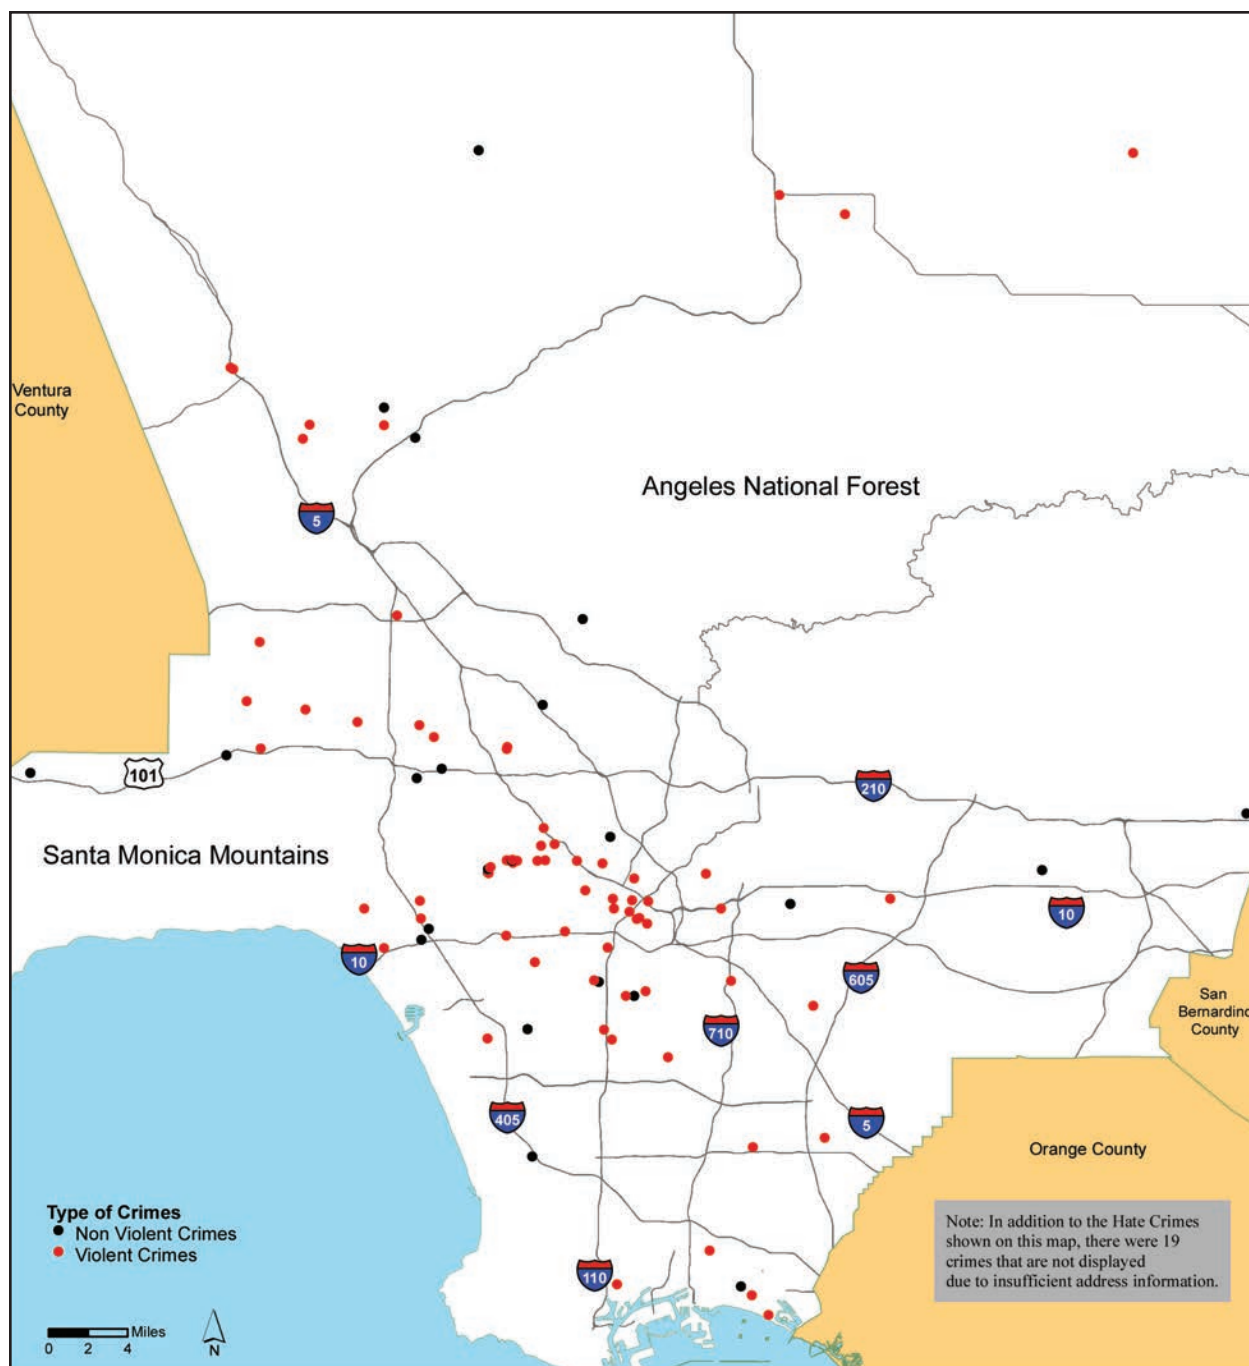 Ventura
County
5
Angeles National Forest
101
210
Santa Monica Mountains
10
10
605
San
Bernardino
County
710
405
5
Orange County
Type of Crimes
Non Violent Crimes
Violent Crimes
Note: In addition to the Hate Crimes
shown on this map, there were 19
crimes that are not displayed
due to insufficient address information.
110
Miles
0 2 4
N